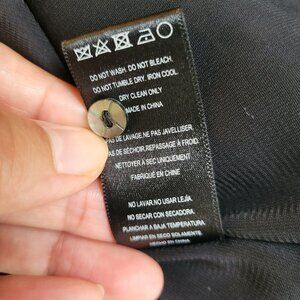 DO NOT WASH. DO NOT BLEACH.
DO NOT TUMBLE DRY. IRON COOL.
DRY CLEAN ONLY
MADE IN CHINA
DE LAVAGE, NE PAS JAVELLISER.
DE SÉCHOIR. REPASSAGE À FROID.
NETTOYER À SEC UNIQUEMENT
FABRIQUÉ EN CHINE
NO LAVAR. NO USAR LEJÍA.
NO SECAR CON SECADORA.
PLANCHAR A BAJA TEMPERATURA
LIMPIAR EN SECO SOLAMENTE
HECHO EN CHINA